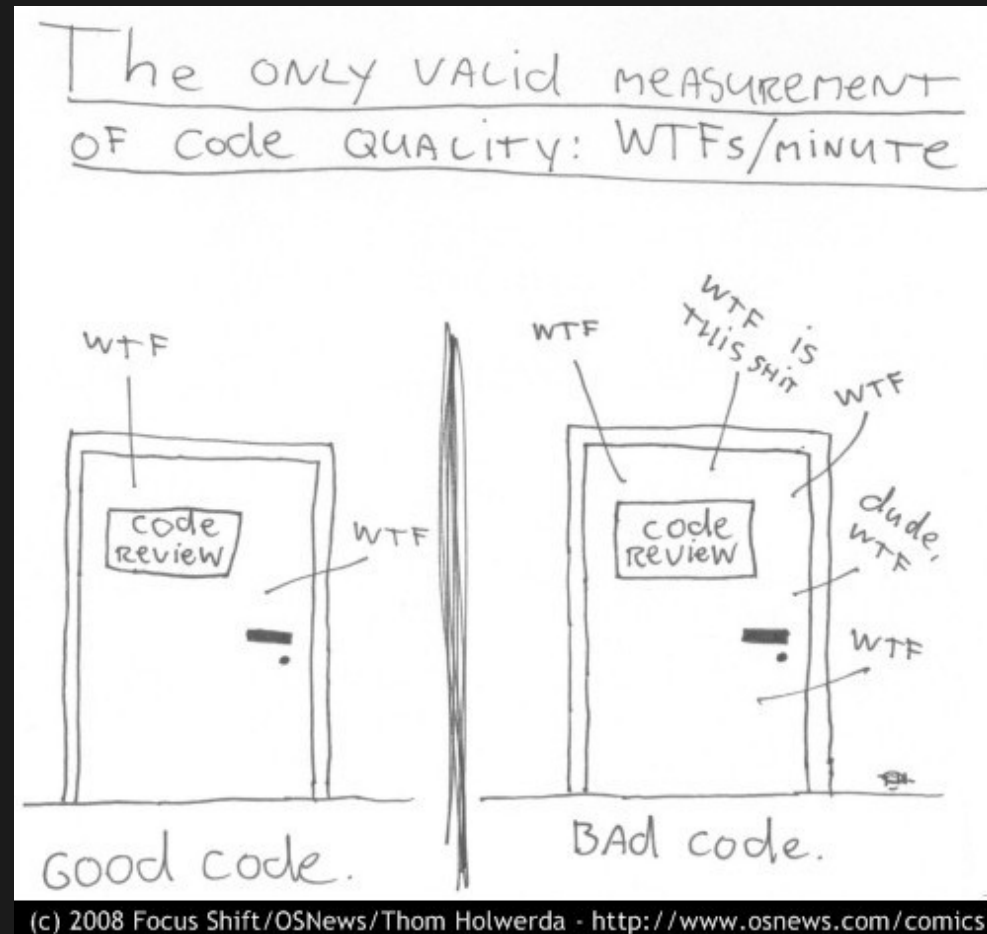 The ONLY VALid MEASUREMENT
OF Code QUALITY: WTFs/MINUTE
WTF
code
REVIEW
WTF
GOOD code.
WTF
WTF is
THIS SHIT
WTF
code
REVIEW
dude,
WTF
WTF
BAd code.
(c) 2008 Focus Shift/OSNews/Thom Holwerda - http://www.osnews.com/comics